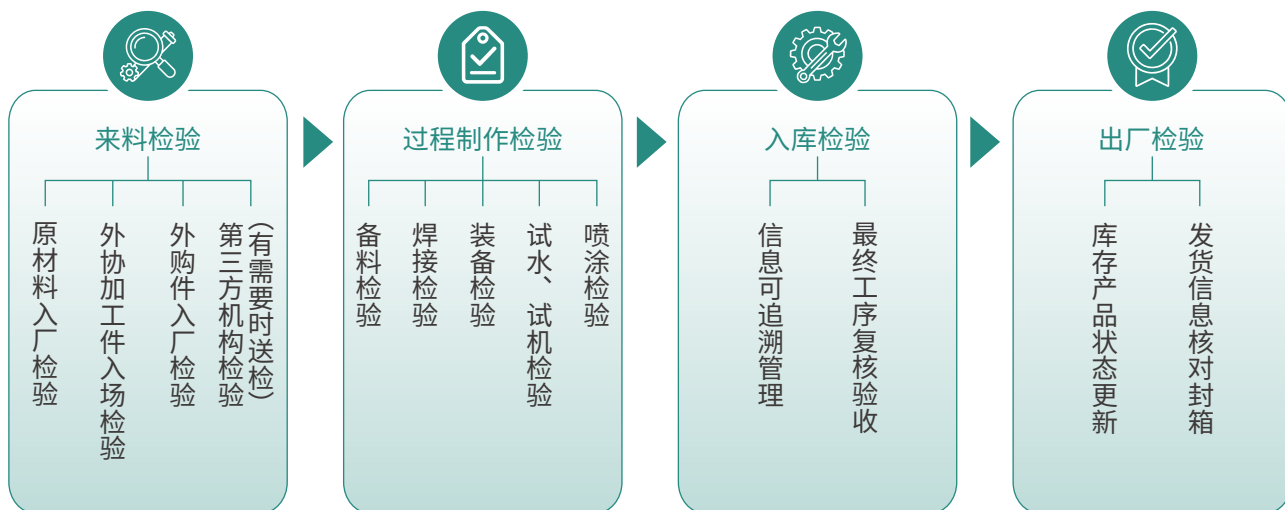 来料检验
原材料入厂检验
外协加工件入场检验
外购件入厂检验
第三方机构检验
（有需要时送检）
过程制作检验
备料检验
焊接检验
装备检验
试水、试机检验
喷涂检验
入库检验
信息可追溯管理
最终工序复核验收
出厂检验
库存产品状态更新
发货信息核对封箱